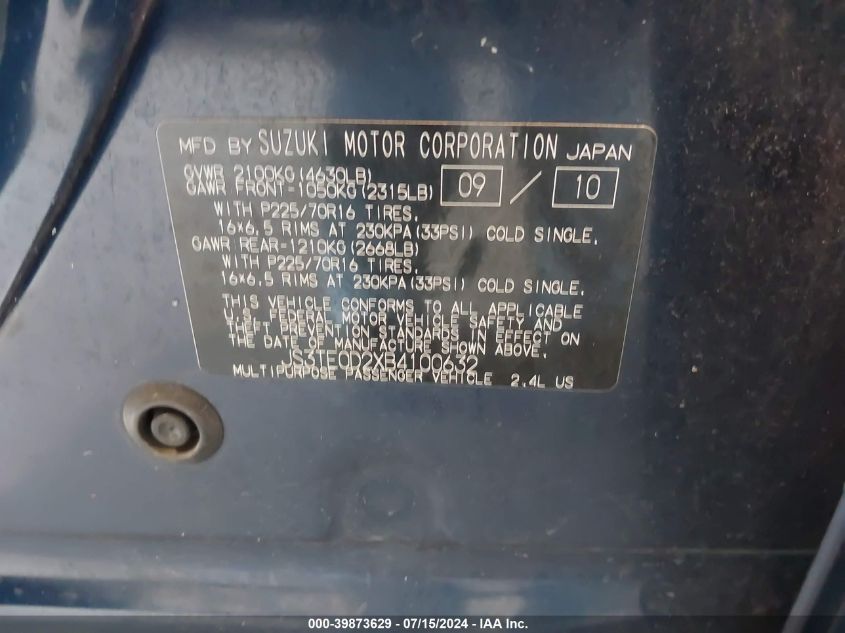 MFD BY SUZUKI MOTOR CORPORATION JAPAN
GVWR 2100KG(4630LB)
GAWR FRONT-1050KG(2315LB) 09 / 10
WITH P225/70R16 TIRES,
16×6.5 RIMS AT 230KPA(33PSI) COLD SINGLE,
GAWR REAR-1210KG(2668LB)
WITH P225/70R16 TIRES,
16×6.5 RIMS AT 230KPA(33PSI) COLD SINGLE,
THIS VEHICLE CONFORMS TO ALL APPLICABLE
U.S. FEDERAL MOTOR VEHICLE SAFETY AND
THEFT PREVENTION STANDARDS IN EFFECT ON
THE DATE OF MANUFACTURE SHOWN ABOVE.
JS3TE0D2XB4100632
MULTIPURPOSE PASSENGER VEHICLE 2.4L US
000-39873629 - 07/15/2024 - IAA Inc.